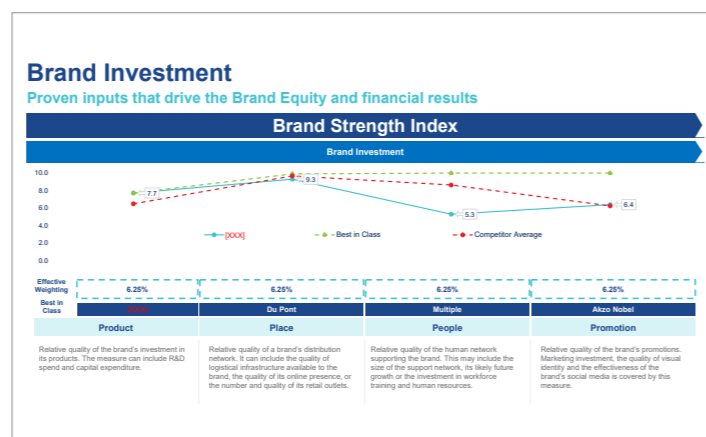 Brand Investment
Proven inputs that drive the Brand Equity and financial results
Brand Strength Index
Brand Investment
10.0
8.0
6.0
4.0
2.0
0.0
7.7
9.3
5.3
6.4
[XXX]
Best in Class
Competitor Average
Effective
Weighting
6.25%
6.25%
6.25%
6.25%
Best in
Class
[XXX]
Du Pont
Multiple
Akzo Nobel
Product
Place
People
Promotion
Relative quality of the brand's investment in
its products. The measure can include R&D
spend and capital expenditure.
Relative quality of a brand's distribution
network. It can include the quality of
logistical infrastructure available to the
brand, the quality of its online presence, or
the number and quality of its retail outlets.
Relative quality of the human network
supporting the brand. This may include the
size of the support network, its likely future
growth or the investment in workforce
training and human resources.
Relative quality of the brand's promotions.
Marketing investment, the quality of visual
identity and the effectiveness of the
brand's social media is covered by this
measure.